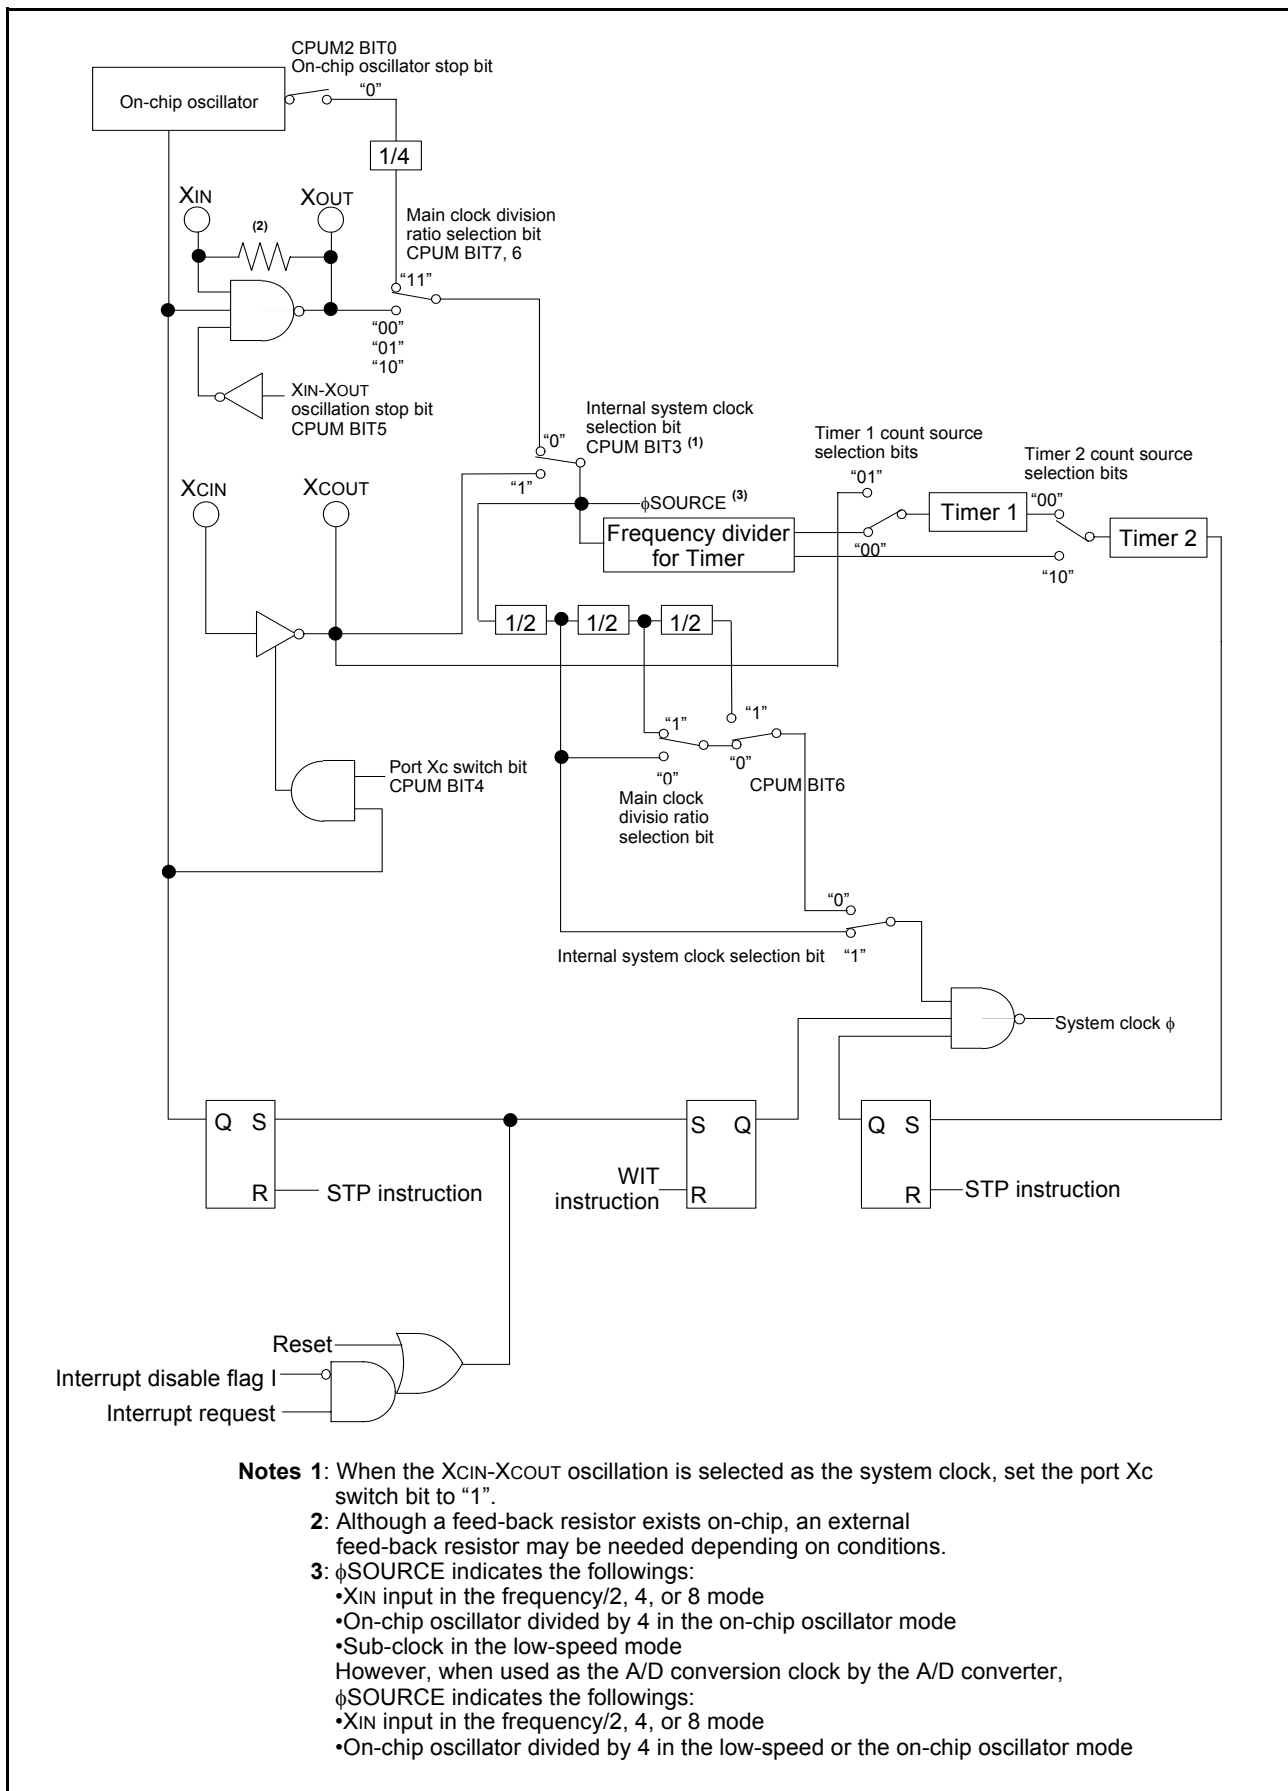 CPUM2 BIT0
On-chip oscillator stop bit
On-chip oscillator
“0”
1/4
XIN
XOUT
(2)
Main clock division
ratio selection bit
CPUM BIT7, 6
“11”
“00”
“01”
“10”
XIN-XOUT
oscillation stop bit
CPUM BIT5
Internal system clock
selection bit
CPUM BIT3 (1)
“0”
“1”
Timer 1 count source
selection bits
“01”
“00”
Timer 2 count source
selection bits
“00”
“10”
XCIN
XCOUT
ϕSOURCE (3)
Frequency divider
for Timer
Timer 1
Timer 2
1/2
1/2
1/2
“1”
“1”
“0”
“0”
CPUM BIT6
Main clock
divisio ratio
selection bit
Port Xc switch bit
CPUM BIT4
“0”
Internal system clock selection bit “1”
System clock ϕ
Q S
R
STP instruction
S Q
R
WIT
instruction
Q S
R
STP instruction
Reset
Interrupt disable flag I
Interrupt request
Notes 1: When the XCIN-XCOUT oscillation is selected as the system clock, set the port Xc
switch bit to “1”.
2: Although a feed-back resistor exists on-chip, an external
feed-back resistor may be needed depending on conditions.
3: ϕSOURCE indicates the followings:
•XIN input in the frequency/2, 4, or 8 mode
•On-chip oscillator divided by 4 in the on-chip oscillator mode
•Sub-clock in the low-speed mode
However, when used as the A/D conversion clock by the A/D converter,
ϕSOURCE indicates the followings:
•XIN input in the frequency/2, 4, or 8 mode
•On-chip oscillator divided by 4 in the low-speed or the on-chip oscillator mode